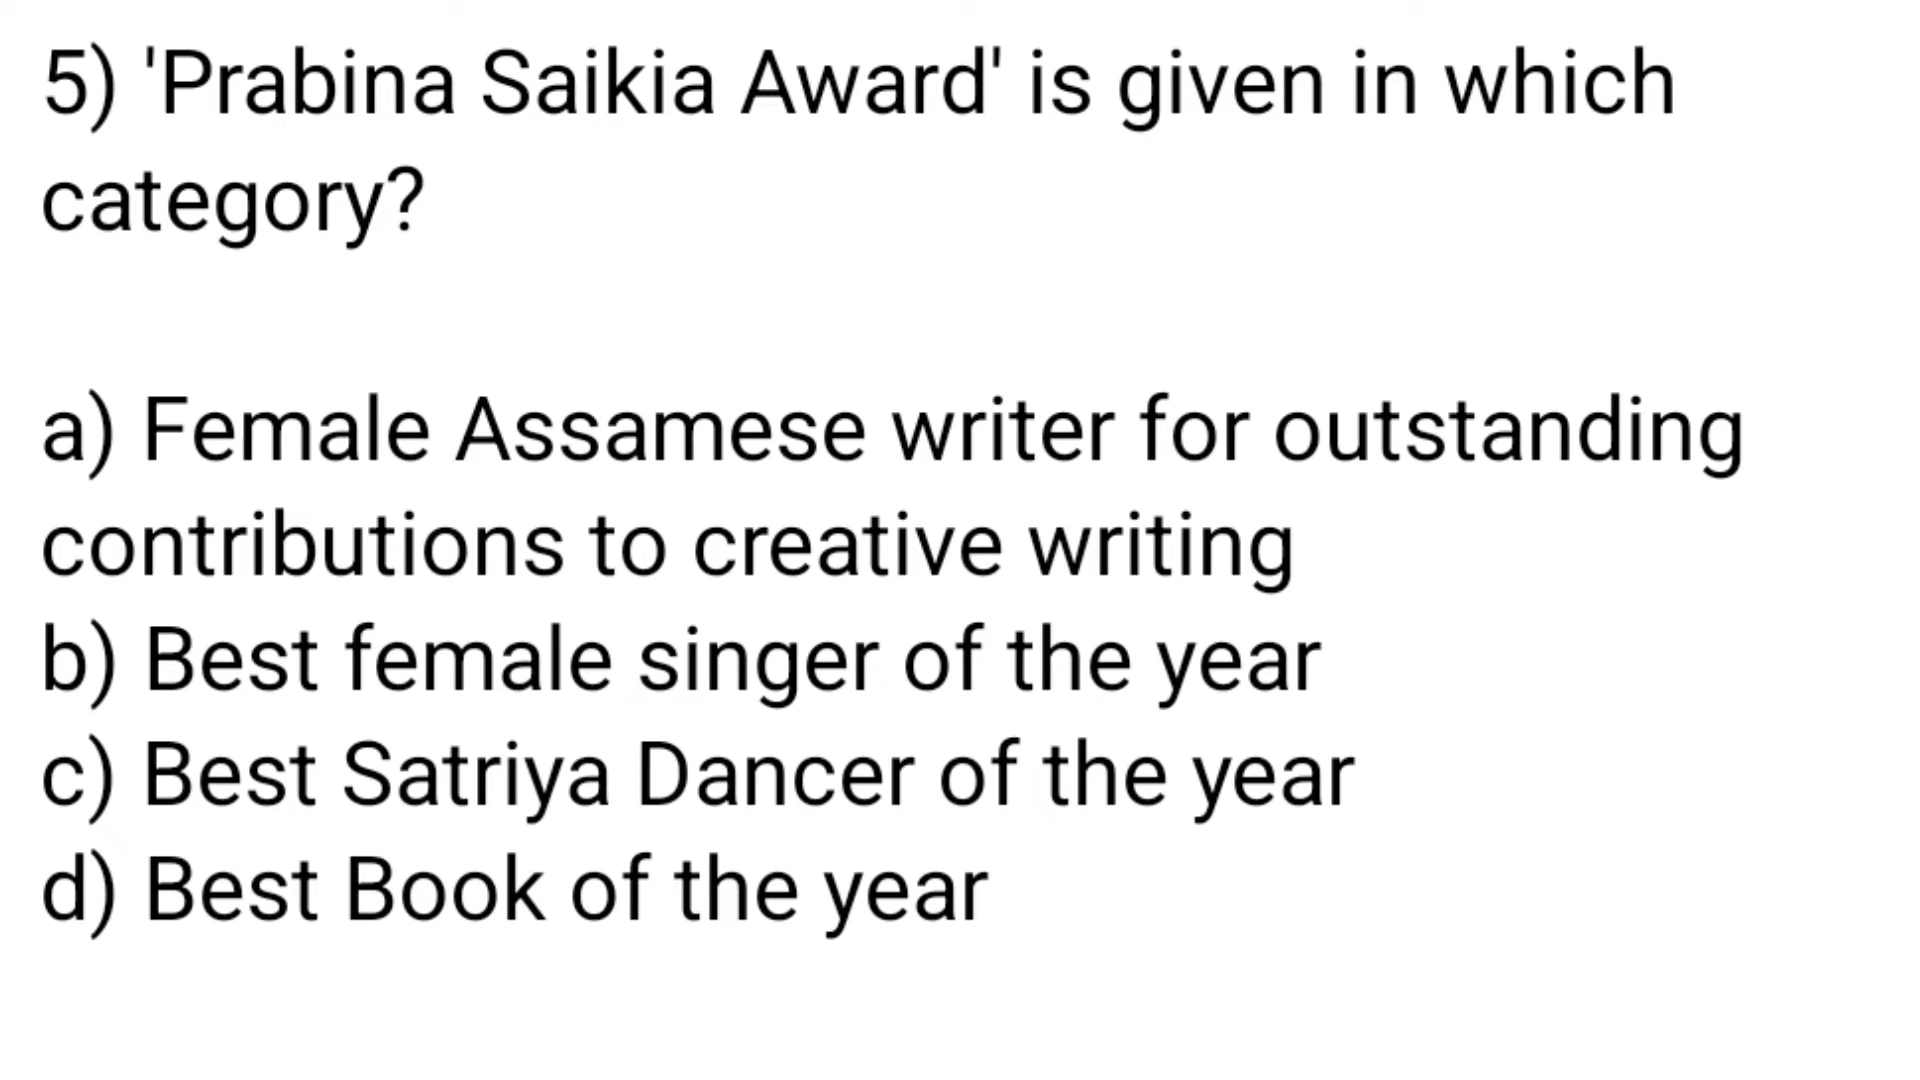 5) 'Prabina Saikia Award' is given in which
category?
a) Female Assamese writer for outstanding
contributions to creative writing
b) Best female singer of the year
c) Best Satriya Dancer of the year
d) Best Book of the year